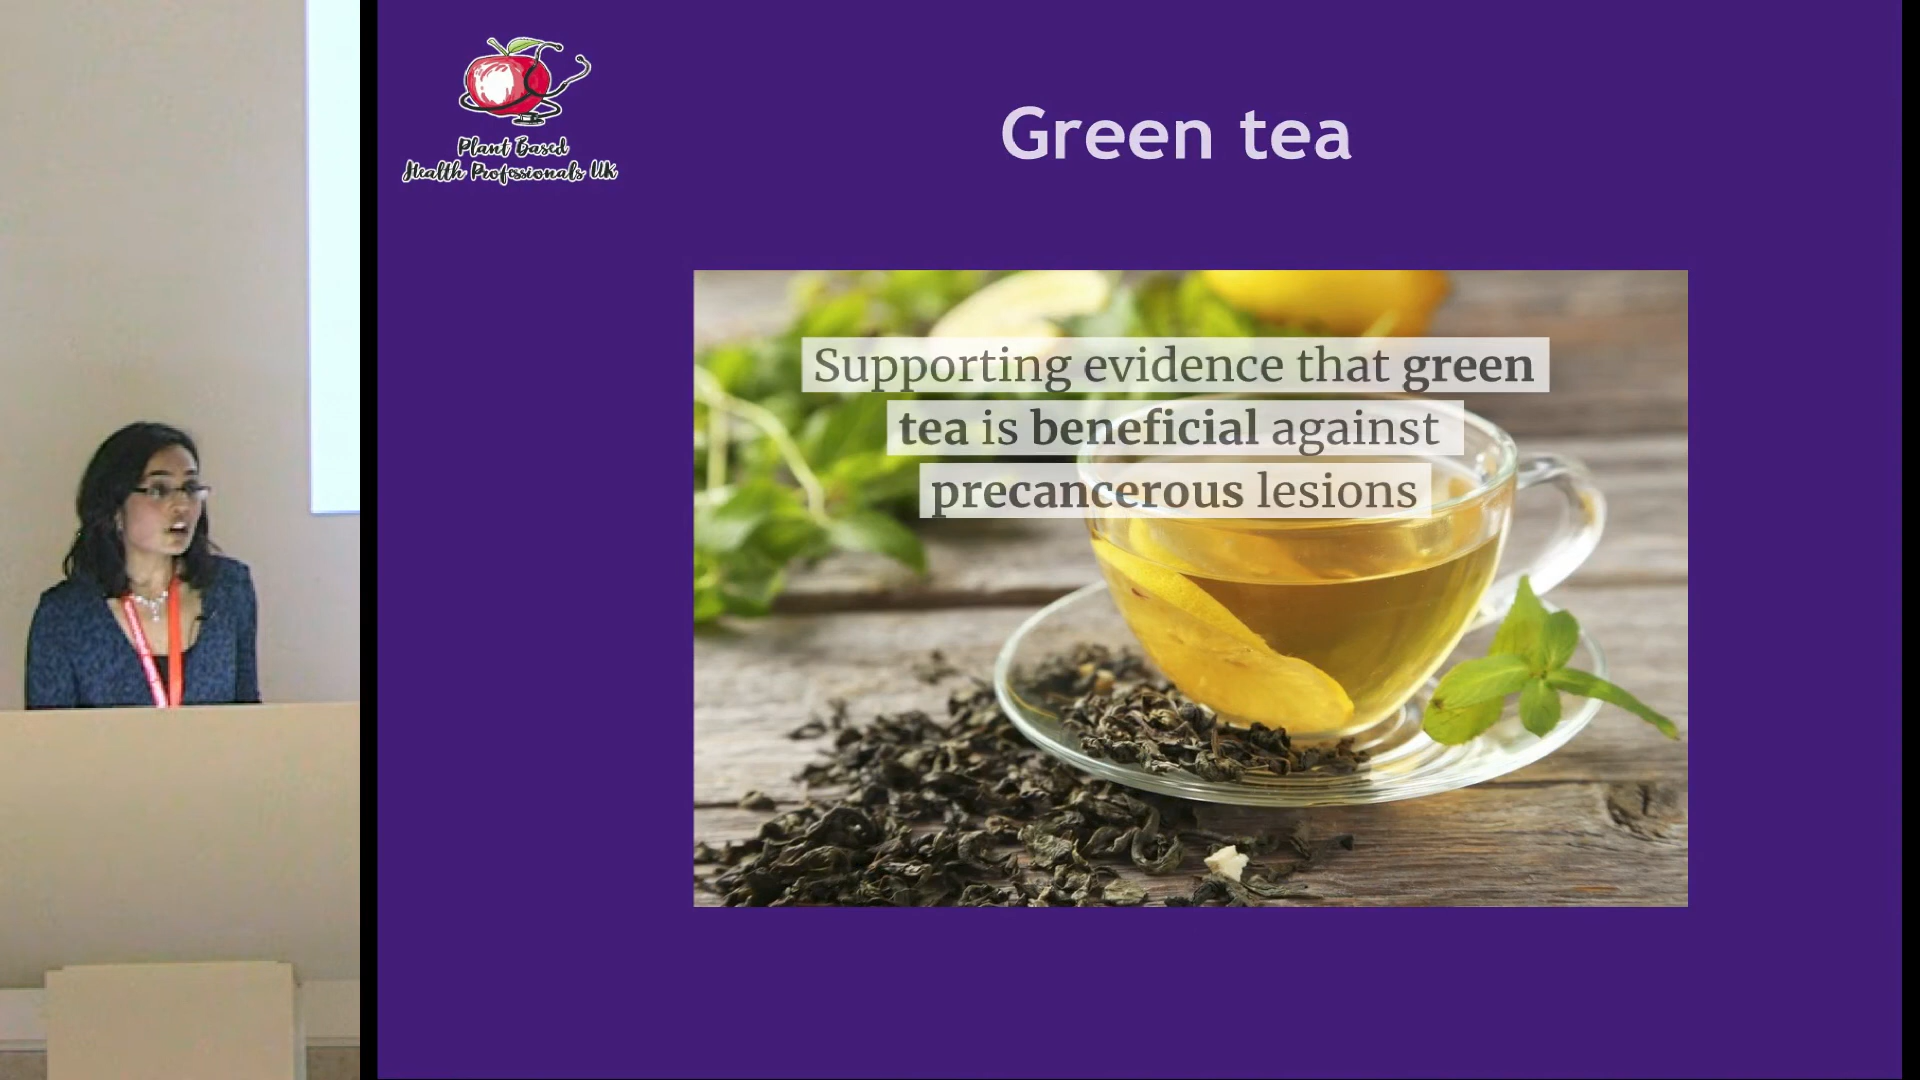 Plant Based
Health Professionals UK
Green tea
Supporting evidence that green
tea is beneficial against
precancerous lesions